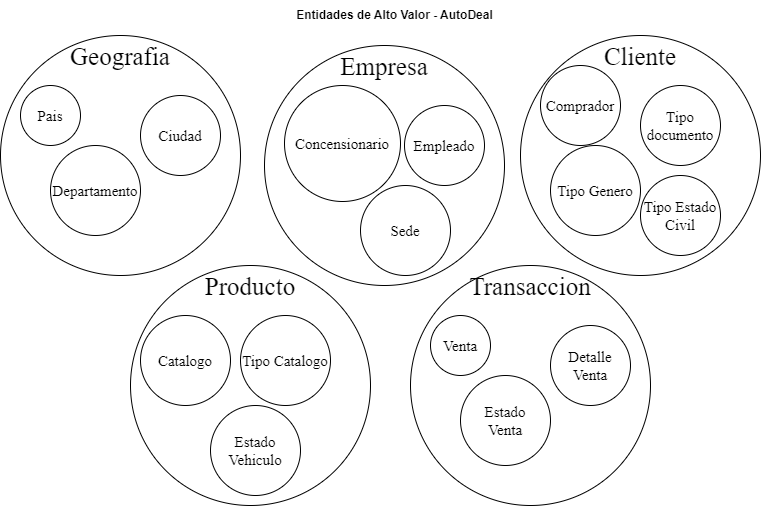 Entidades de Alto Valor - AutoDeal
Geografia
Pais
Ciudad
Departamento
Empresa
Concensionario
Empleado
Sede
Cliente
Comprador
Tipo
documento
Tipo Genero
Tipo Estado
Civil
Producto
Catalogo
Tipo Catalogo
Estado
Vehiculo
Transaccion
Venta
Detalle
Venta
Estado
Venta